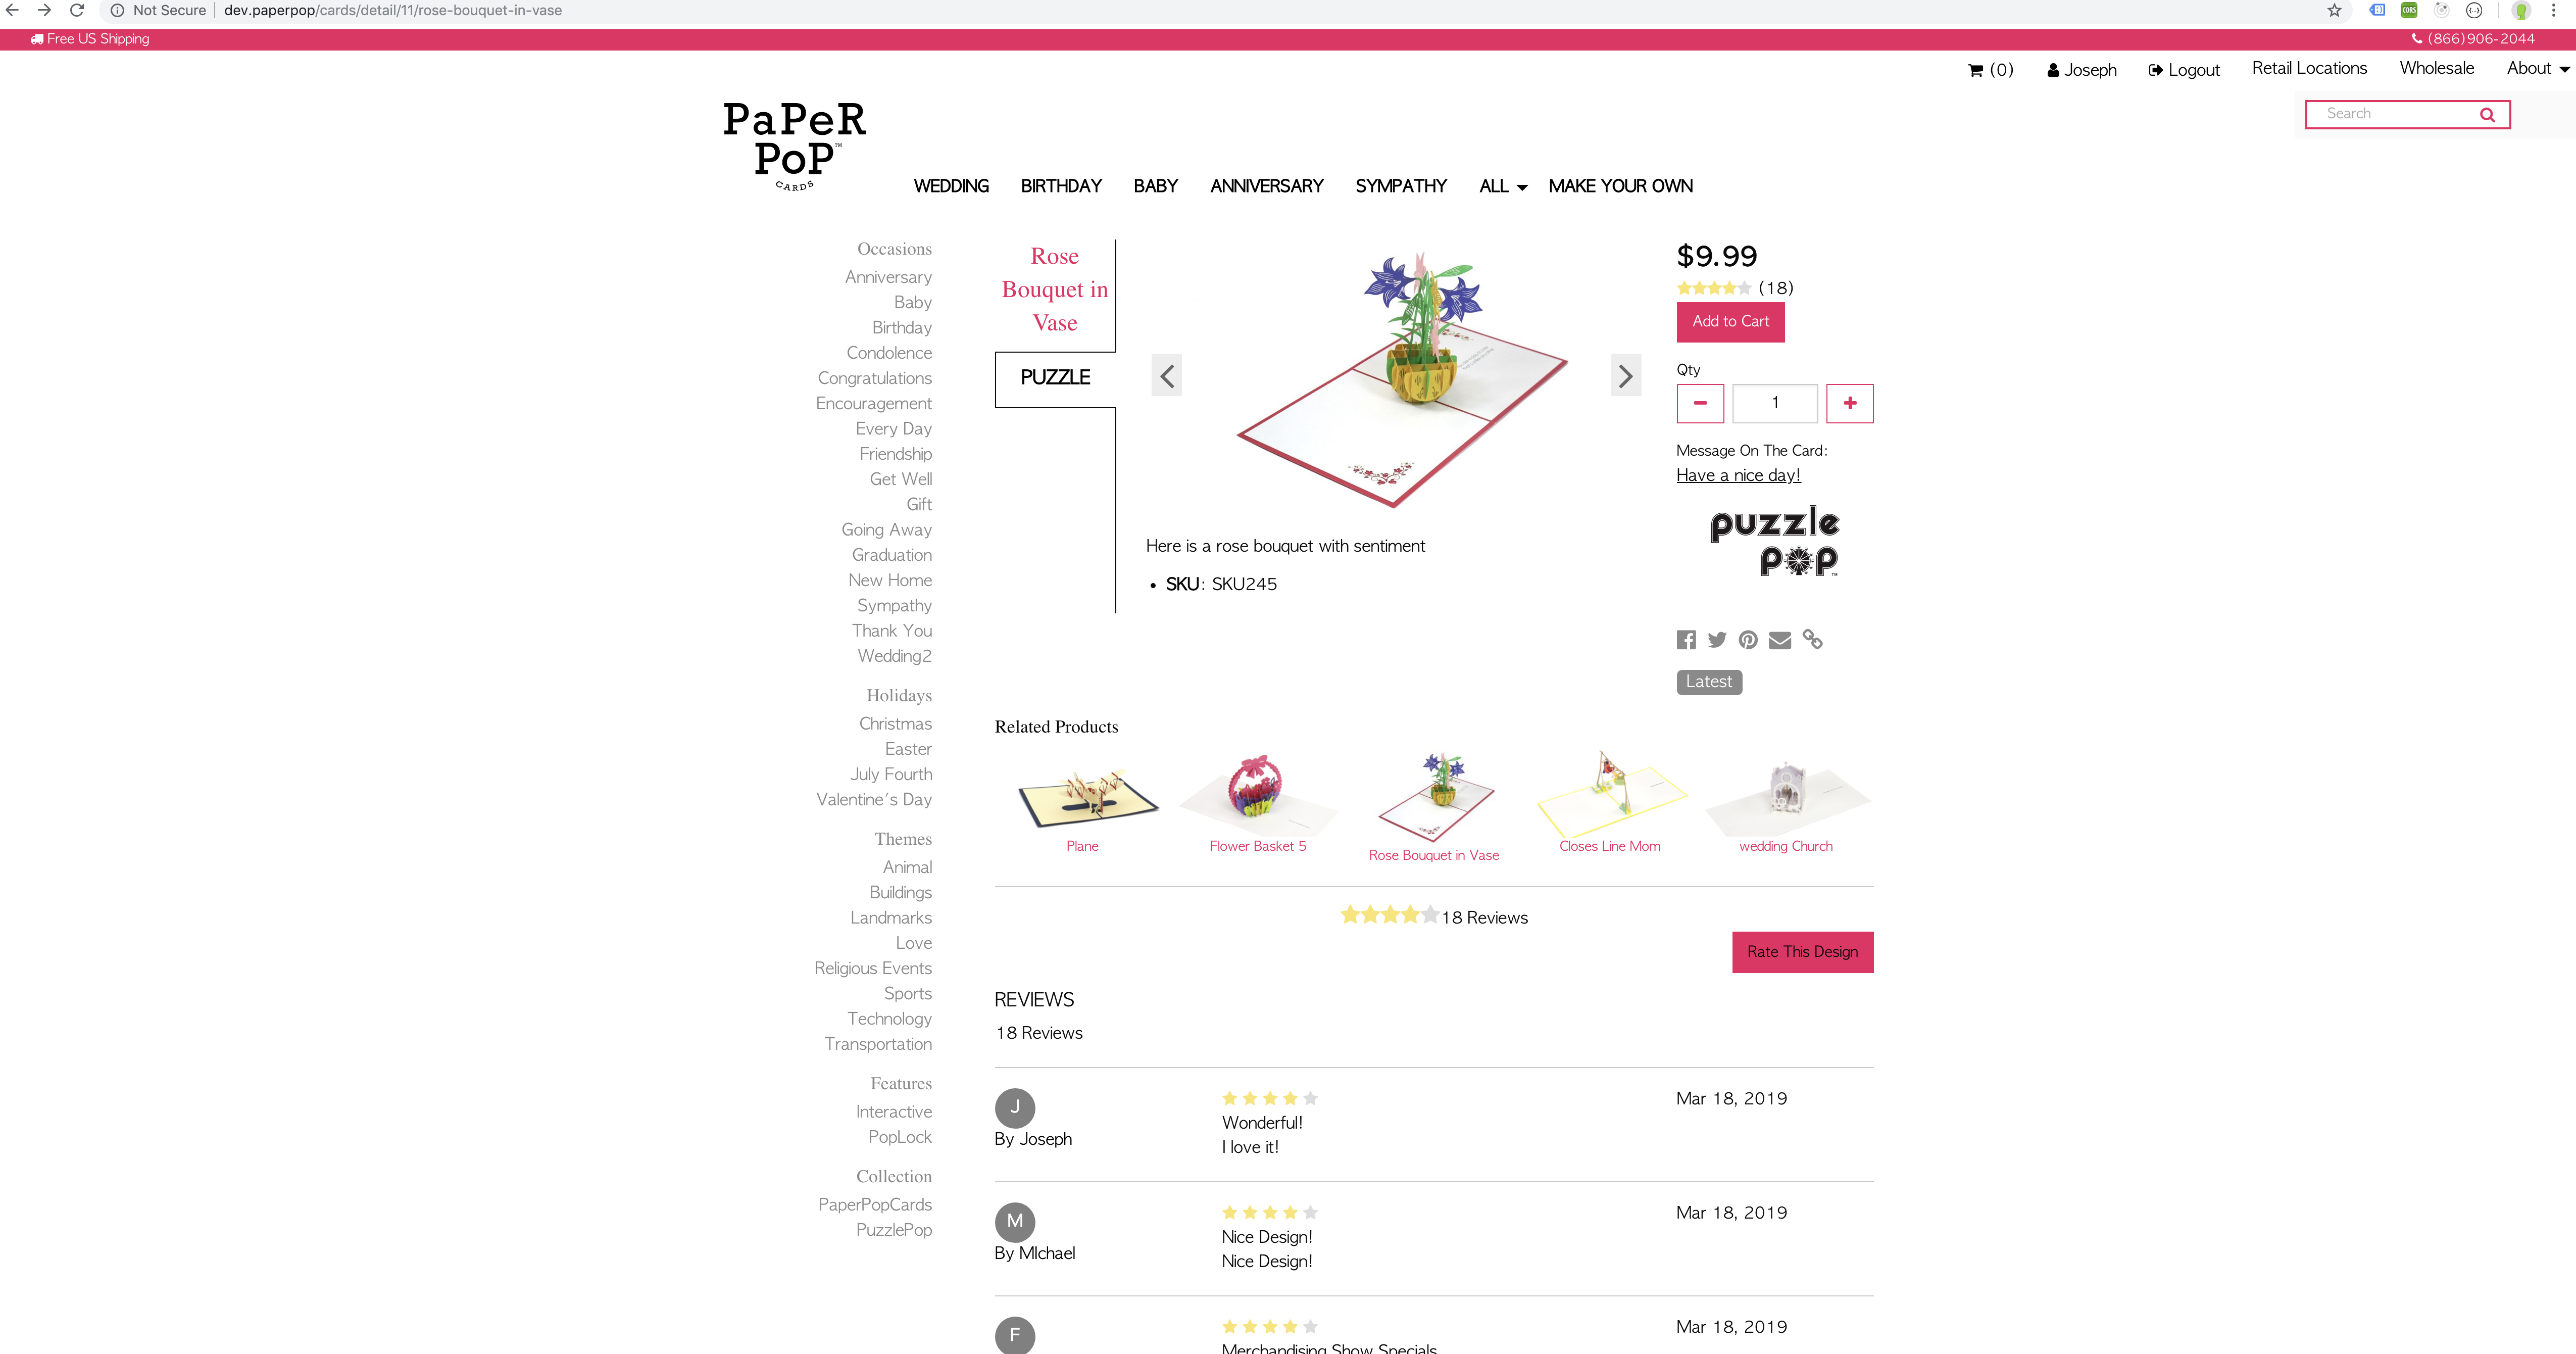 Not Secure dev.paperpop/cards/detail/11/rose-bouquet-in-vase
Free US Shipping
(866)906-2044
(0) Joseph Logout Retail Locations Wholesale About
Search
PaPeR
PoP™
CARDS
WEDDING BIRTHDAY BABY ANNIVERSARY SYMPATHY ALL MAKE YOUR OWN
Occasions
Anniversary
Baby
Birthday
Condolence
Congratulations
Encouragement
Every Day
Friendship
Get Well
Gift
Going Away
Graduation
New Home
Sympathy
Thank You
Wedding2
Holidays
Christmas
Easter
July Fourth
Valentine's Day
Themes
Animal
Buildings
Landmarks
Love
Religious Events
Sports
Technology
Transportation
Features
Interactive
PopLock
Collection
PaperPopCards
PuzzlePop
Rose
Bouquet in
Vase
PUZZLE
Here is a rose bouquet with sentiment
• SKU: SKU245
$9.99
(18)
Add to Cart
Qty
1
Message On The Card:
Have a nice day!
puzzle
pop™
Latest
Related Products
Plane
Flower Basket 5
Rose Bouquet in Vase
Closes Line Mom
wedding Church
18 Reviews
Rate This Design
REVIEWS
18 Reviews
J
By Joseph
Wonderful!
I love it!
Mar 18, 2019
M
By MIchael
Nice Design!
Nice Design!
Mar 18, 2019
F
Merchandising Show Specials
Mar 18, 2019